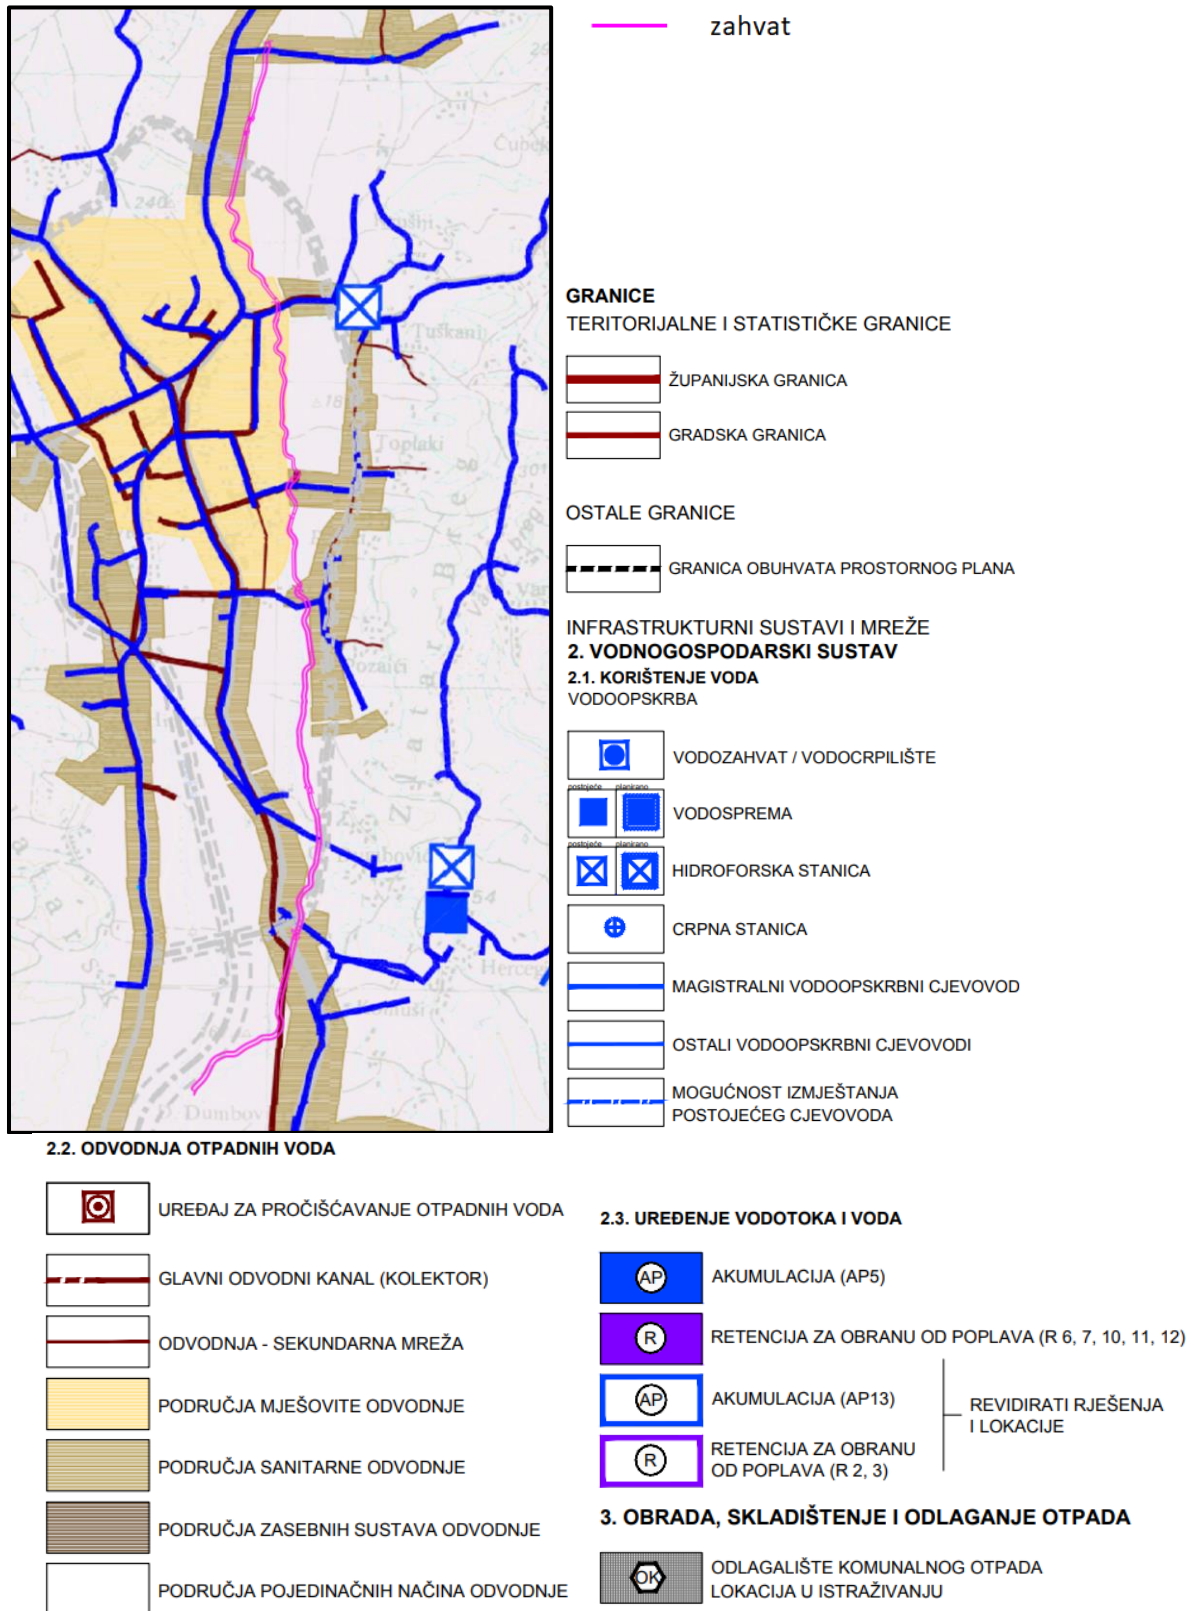 zahvat
240
Tuškani
Toplaki
Pozaići
Z l a t a r B r e g
GRANICE
TERITORIJALNE I STATISTIČKE GRANICE
ŽUPANIJSKA GRANICA
GRADSKA GRANICA
OSTALE GRANICE
GRANICA OBUHVATA PROSTORNOG PLANA
INFRASTRUKTURNI SUSTAVI I MREŽE
2. VODNOGOSPODARSKI SUSTAV
2.1. KORIŠTENJE VODA
VODOOPSKRBA
VODOZAHVAT / VODOCRPILIŠTE
postojeće planirano
VODOSPREMA
postojeće planirano
HIDROFORSKA STANICA
CRPNA STANICA
MAGISTRALNI VODOOPSKRBNI CJEVOVOD
OSTALI VODOOPSKRBNI CJEVOVODI
MOGUĆNOST IZMJEŠTANJA
POSTOJEĆEG CJEVOVODA
2.2. ODVODNJA OTPADNIH VODA
UREĐAJ ZA PROČIŠĆAVANJE OTPADNIH VODA
GLAVNI ODVODNI KANAL (KOLEKTOR)
ODVODNJA - SEKUNDARNA MREŽA
PODRUČJA MJEŠOVITE ODVODNJE
PODRUČJA SANITARNE ODVODNJE
PODRUČJA ZASEBNIH SUSTAVA ODVODNJE
PODRUČJA POJEDINAČNIH NAČINA ODVODNJE
2.3. UREĐENJE VODOTOKA I VODA
AP AKUMULACIJA (AP5)
R RETENCIJA ZA OBRANU OD POPLAVA (R 6, 7, 10, 11, 12)
AP AKUMULACIJA (AP13)
R RETENCIJA ZA OBRANU
OD POPLAVA (R 2, 3)
REVIDIRATI RJEŠENJA
I LOKACIJE
3. OBRADA, SKLADIŠTENJE I ODLAGANJE OTPADA
OK ODLAGALIŠTE KOMUNALNOG OTPADA
LOKACIJA U ISTRAŽIVANJU